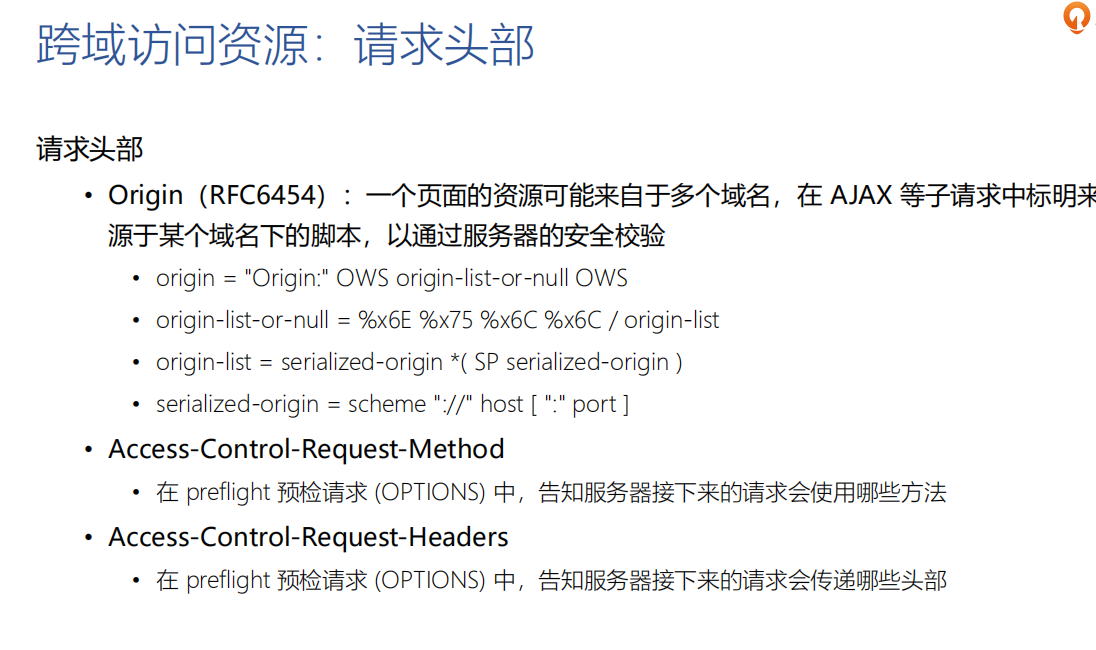 跨域访问资源：请求头部
请求头部
• Origin（RFC6454）：一个页面的资源可能来自于多个域名，在 AJAX 等子请求中标明来
源于某个域名下的脚本，以通过服务器的安全校验
• origin = "Origin:" OWS origin-list-or-null OWS
• origin-list-or-null = %x6E %x75 %x6C %x6C / origin-list
• origin-list = serialized-origin *( SP serialized-origin )
• serialized-origin = scheme "://" host [ ":" port ]
• Access-Control-Request-Method
• 在 preflight 预检请求 (OPTIONS) 中，告知服务器接下来的请求会使用哪些方法
• Access-Control-Request-Headers
• 在 preflight 预检请求 (OPTIONS) 中，告知服务器接下来的请求会传递哪些头部